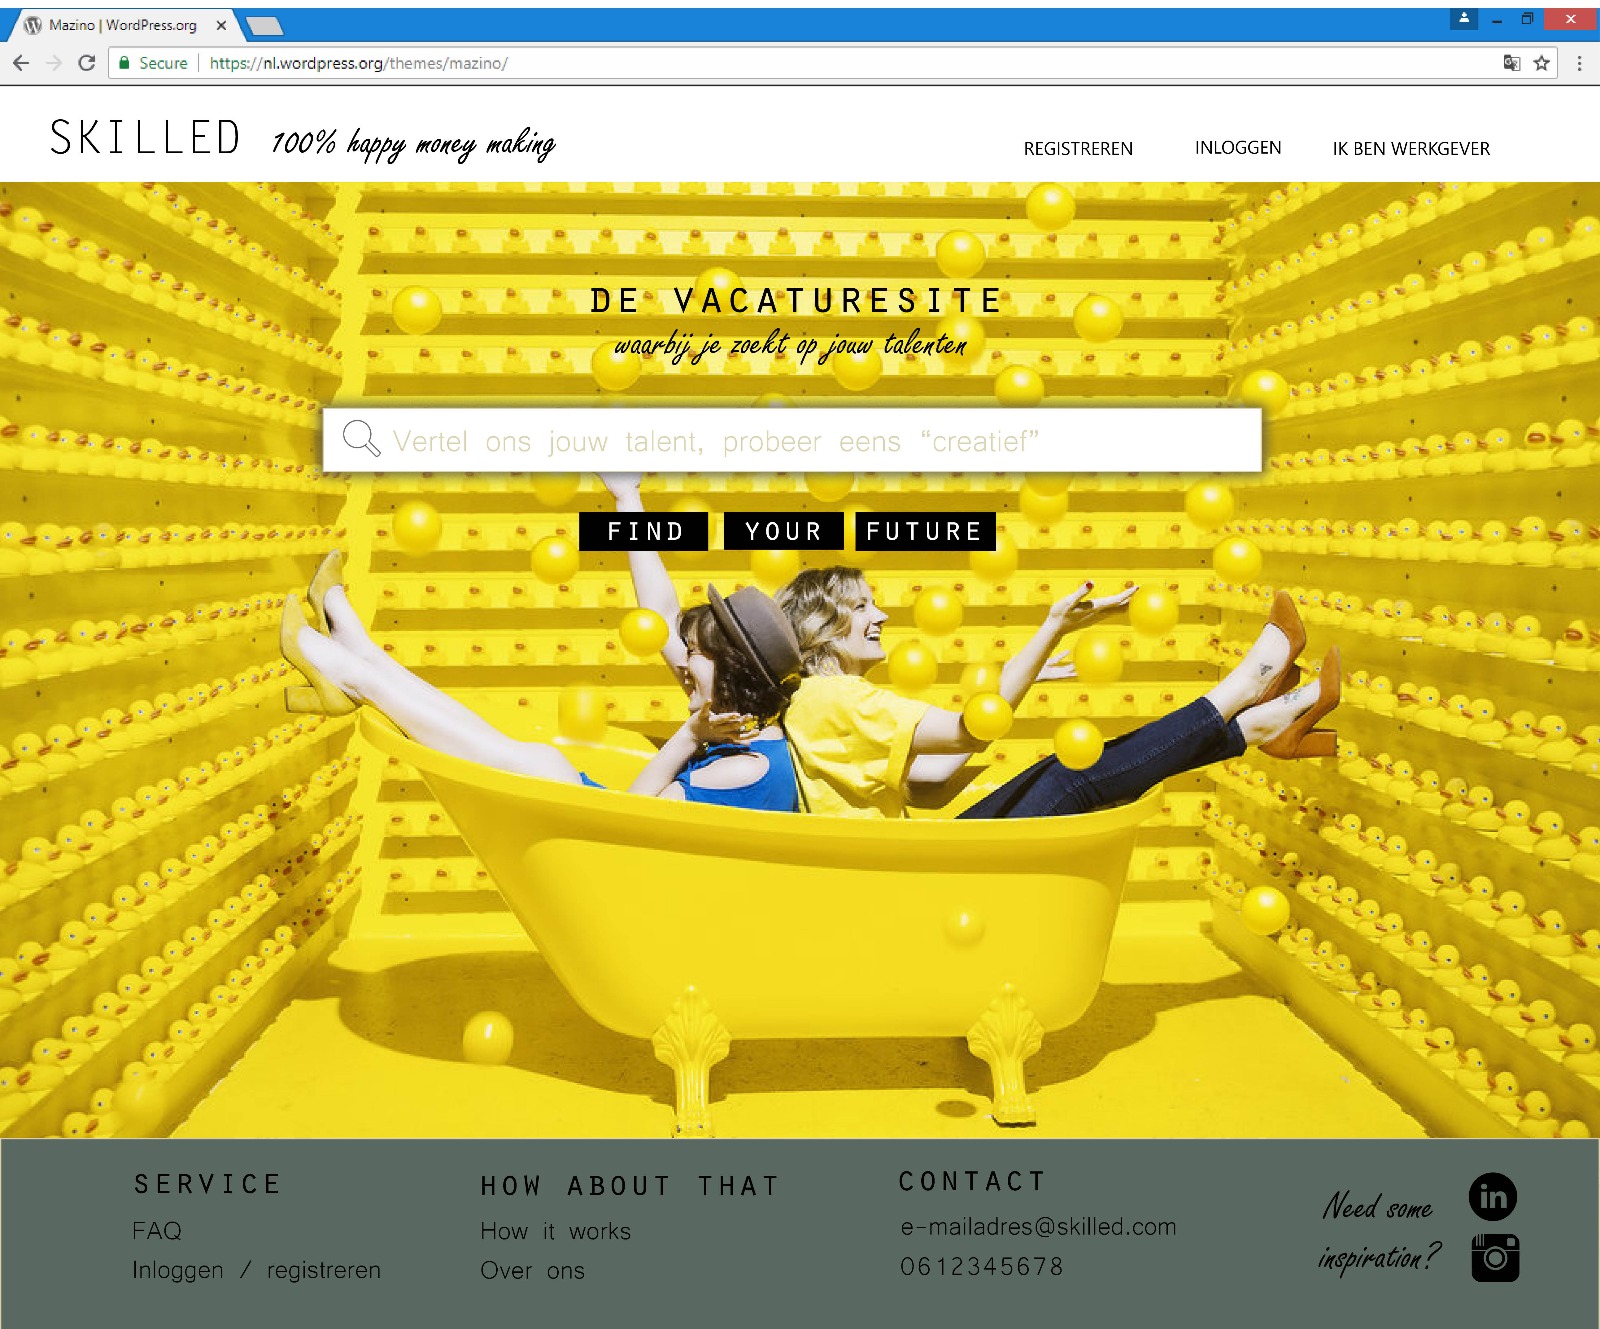 Mazino | WordPress.org
Secure https://nl.wordpress.org/themes/mazino/
SKILLED 100% happy money making
REGISTREREN INLOGGEN IK BEN WERKGEVER
DE VACATURESITE
waarbij je zoekt op jouw talenten
Vertel ons jouw talent, probeer eens “creatief”
FIND YOUR FUTURE
SERVICE
FAQ
Inloggen / registreren
HOW ABOUT THAT
How it works
Over ons
CONTACT
e-mailadres@skilled.com
0612345678
Need some
inspiration?
in